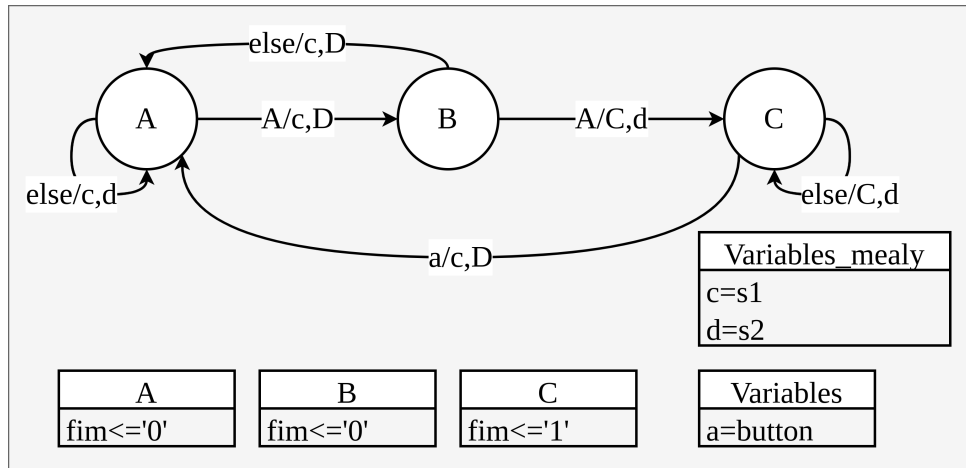 else/c,D
A
A/c,D
B
A/C,d
C
else/c,d
else/C,d
a/c,D
Variables_mealy
c=s1
d=s2
A
fim<='0'
B
fim<='0'
C
fim<='1'
Variables
a=button